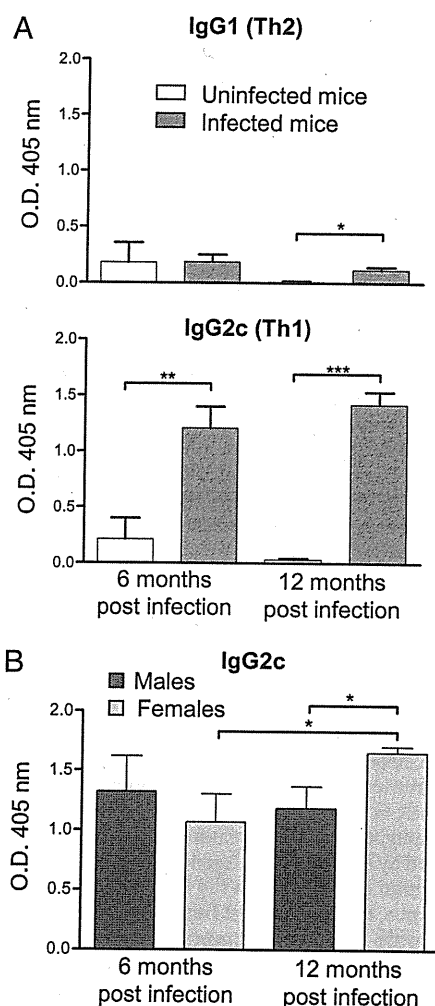 A
IgG1 (Th2)
2.0
1.5
1.0
0.5
0.0
O.D. 405 nm
Uninfected mice
Infected mice
*
IgG2c (Th1)
2.0
1.5
1.0
0.5
0.0
O.D. 405 nm
**
***
6 months
post infection
12 months
post infection
B
IgG2c
Males
Females
2.0
1.5
1.0
0.5
0.0
O.D. 405 nm
*
*
6 months
post infection
12 months
post infection